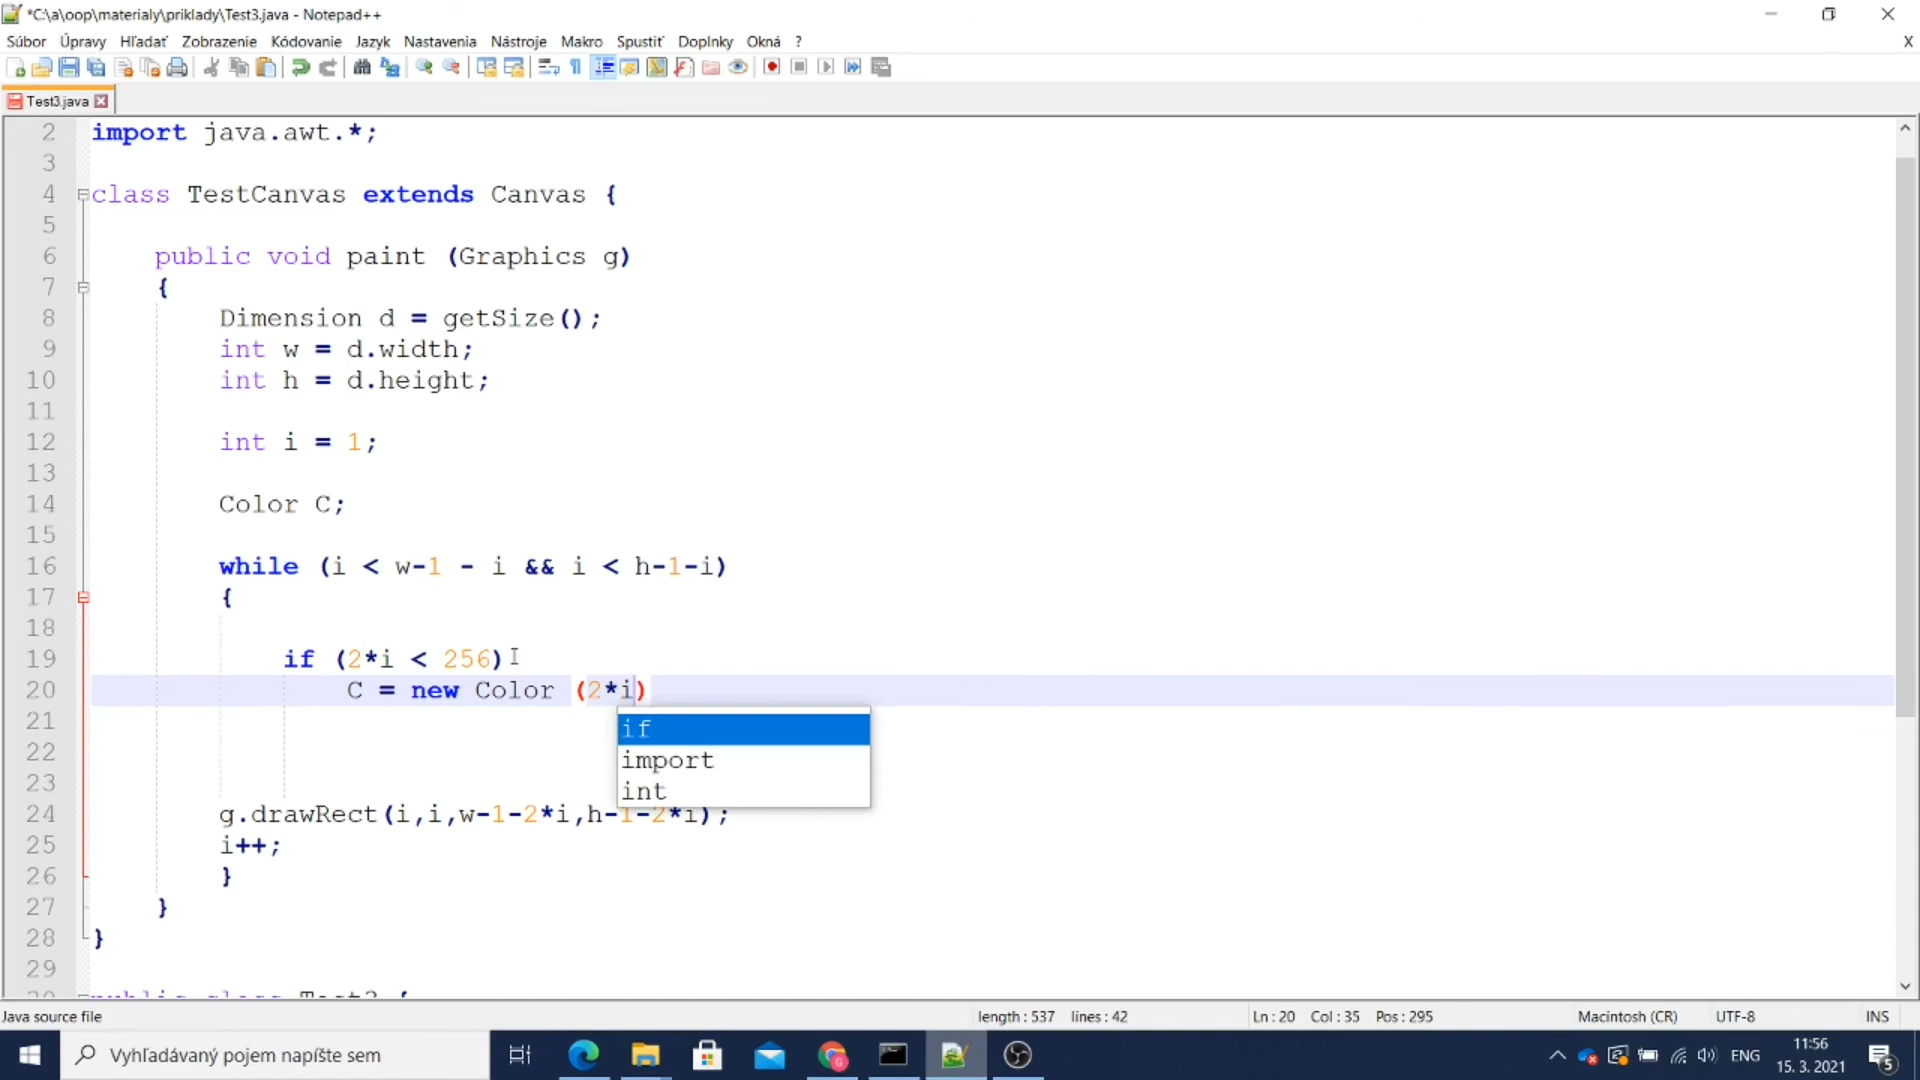 *C:\a\oop\materialy\priklady\Test3.java - Notepad++
Súbor Úpravy Hľadať Zobrazenie Kódovanie Jazyk Nastavenia Nástroje Makro Spustiť Doplnky Okná ? X
Test3.java
2 import java.awt.*;
3
4 class TestCanvas extends Canvas {
5
6 public void paint (Graphics g)
7 {
8 Dimension d = getSize();
9 int w = d.width;
10 int h = d.height;
11
12 int i = 1;
13
14 Color C;
15
16 while (i < w-1 - i && i < h-1-i)
17 {
18
19 if (2*i < 256)
20 C = new Color (2*i)
21 if
22 import
23 int
24 g.drawRect(i,i,w-1-2*i,h-1-2*i);
25 i++;
26 }
27 }
28 }
29
30 public class Test3 {
Java source file length : 537 lines : 42 Ln : 20 Col : 35 Pos : 295 Macintosh (CR) UTF-8 INS
Vyhľadávaný pojem napíšte sem ENG 11:56
15. 3. 2021 5